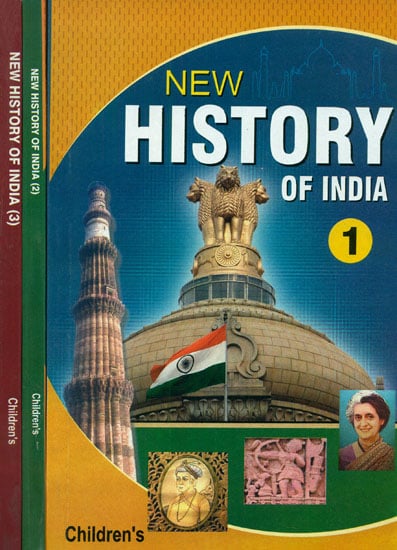 NEW HISTORY OF INDIA (3)
Children's
NEW HISTORY OF INDIA (2)
Children's
NEW
HISTORY
OF INDIA
1
Children's